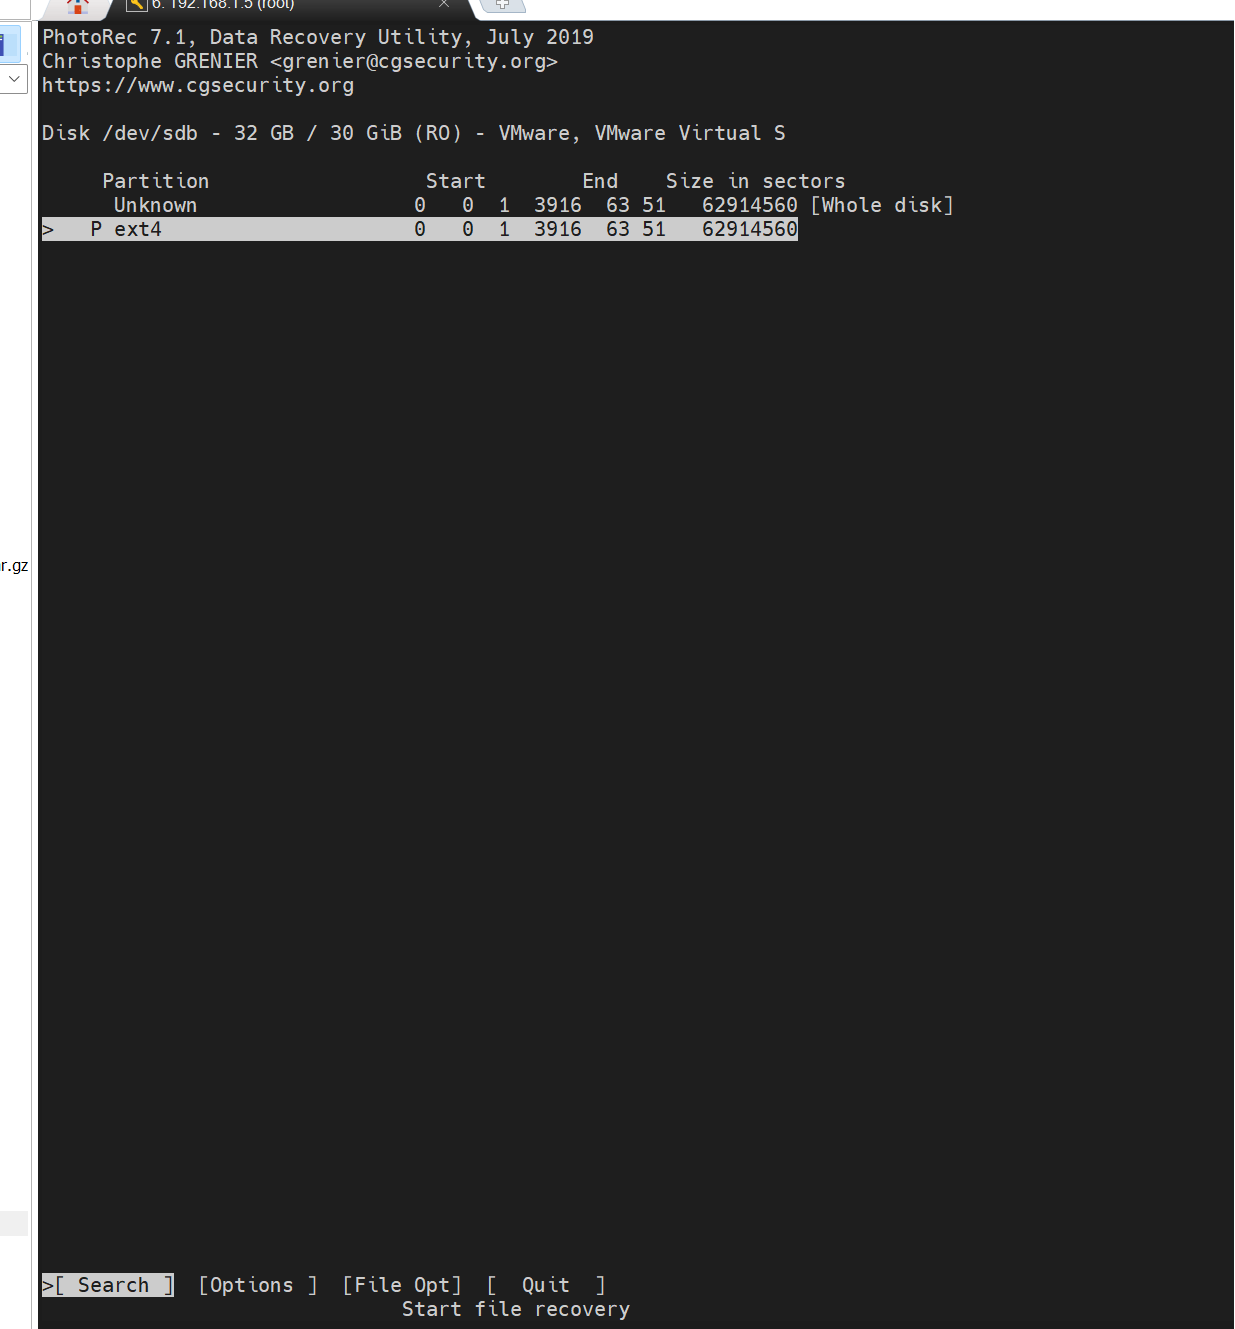 6. 192.168.1.5 (root)
PhotoRec 7.1, Data Recovery Utility, July 2019
Christophe GRENIER <grenier@cgsecurity.org>
https://www.cgsecurity.org
Disk /dev/sdb - 32 GB / 30 GiB (RO) - VMware, VMware Virtual S
Partition Start End Size in sectors
Unknown 0 0 1 3916 63 51 62914560 [Whole disk]
> P ext4 0 0 1 3916 63 51 62914560
r.gz
>[ Search ] [Options ] [File Opt] [ Quit ]
Start file recovery